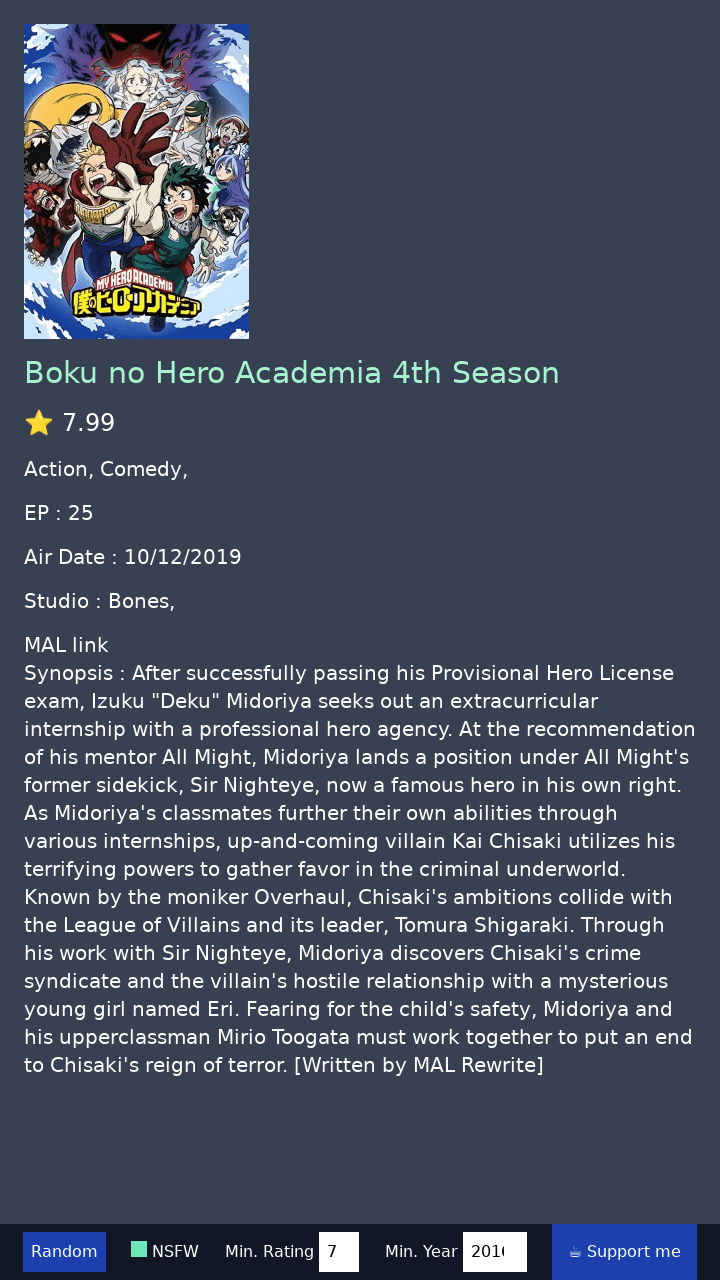 MY HERO ACADEMIA
僕のヒーローアカデミア
Boku no Hero Academia 4th Season
⭐ 7.99
Action, Comedy,
EP : 25
Air Date : 10/12/2019
Studio : Bones,
MAL link
Synopsis : After successfully passing his Provisional Hero License
exam, Izuku "Deku" Midoriya seeks out an extracurricular
internship with a professional hero agency. At the recommendation
of his mentor All Might, Midoriya lands a position under All Might's
former sidekick, Sir Nighteye, now a famous hero in his own right.
As Midoriya's classmates further their own abilities through
various internships, up-and-coming villain Kai Chisaki utilizes his
terrifying powers to gather favor in the criminal underworld.
Known by the moniker Overhaul, Chisaki's ambitions collide with
the League of Villains and its leader, Tomura Shigaraki. Through
his work with Sir Nighteye, Midoriya discovers Chisaki's crime
syndicate and the villain's hostile relationship with a mysterious
young girl named Eri. Fearing for the child's safety, Midoriya and
his upperclassman Mirio Toogata must work together to put an end
to Chisaki's reign of terror. [Written by MAL Rewrite]
Random NSFW Min. Rating 7 Min. Year 2010 ☕ Support me